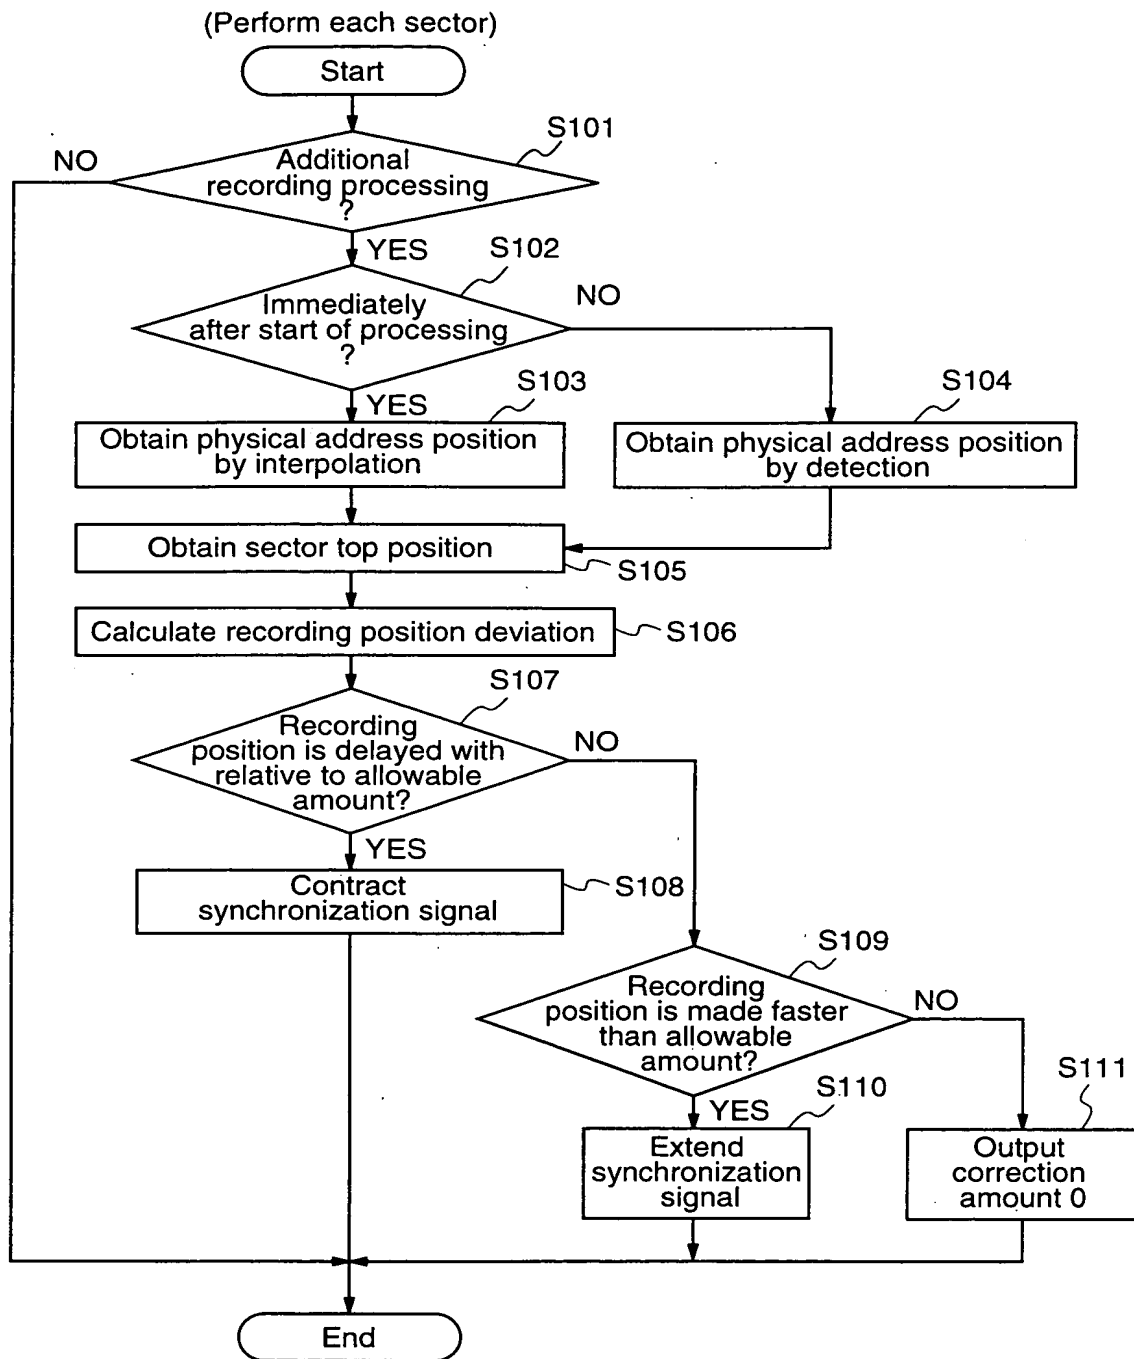 (Perform each sector)
Start
S101
NO
Additional
recording processing
?
YES
S102
NO
Immediately
after start of processing
?
YES
S103
S104
Obtain physical address position
by interpolation
Obtain physical address position
by detection
Obtain sector top position
S105
Calculate recording position deviation
S106
S107
Recording
position is delayed with
relative to allowable
amount?
NO
YES
Contract
synchronization signal
S108
S109
Recording
position is made faster
than allowable
amount?
NO
YES
S110
S111
Extend
synchronization
signal
Output
correction
amount 0
End